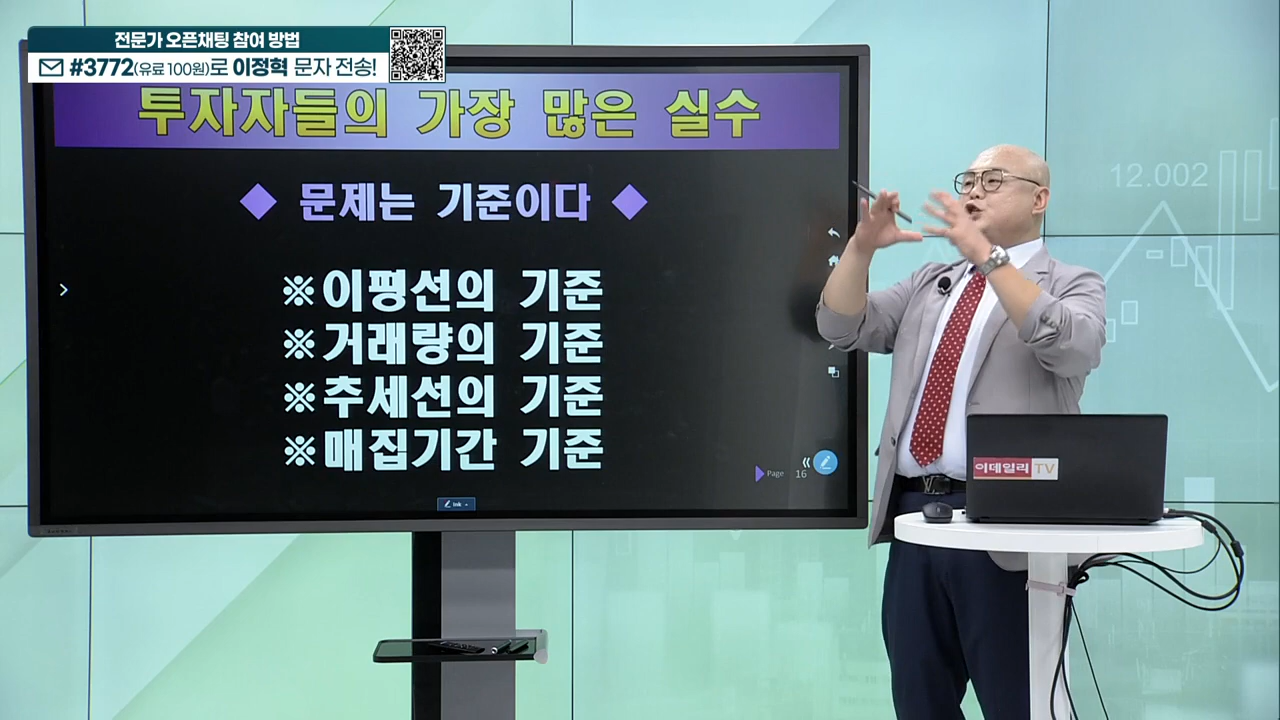 전문가 오픈채팅 참여 방법
#3772(유료 100원)로 이정혁 문자 전송!
투자자들의 가장 많은 실수
◆ 문제는 기준이다 ◆
※이평선의 기준
※거래량의 기준
※추세선의 기준
※매집기간 기준
Page 16
Ink
12.002
이데일리TV